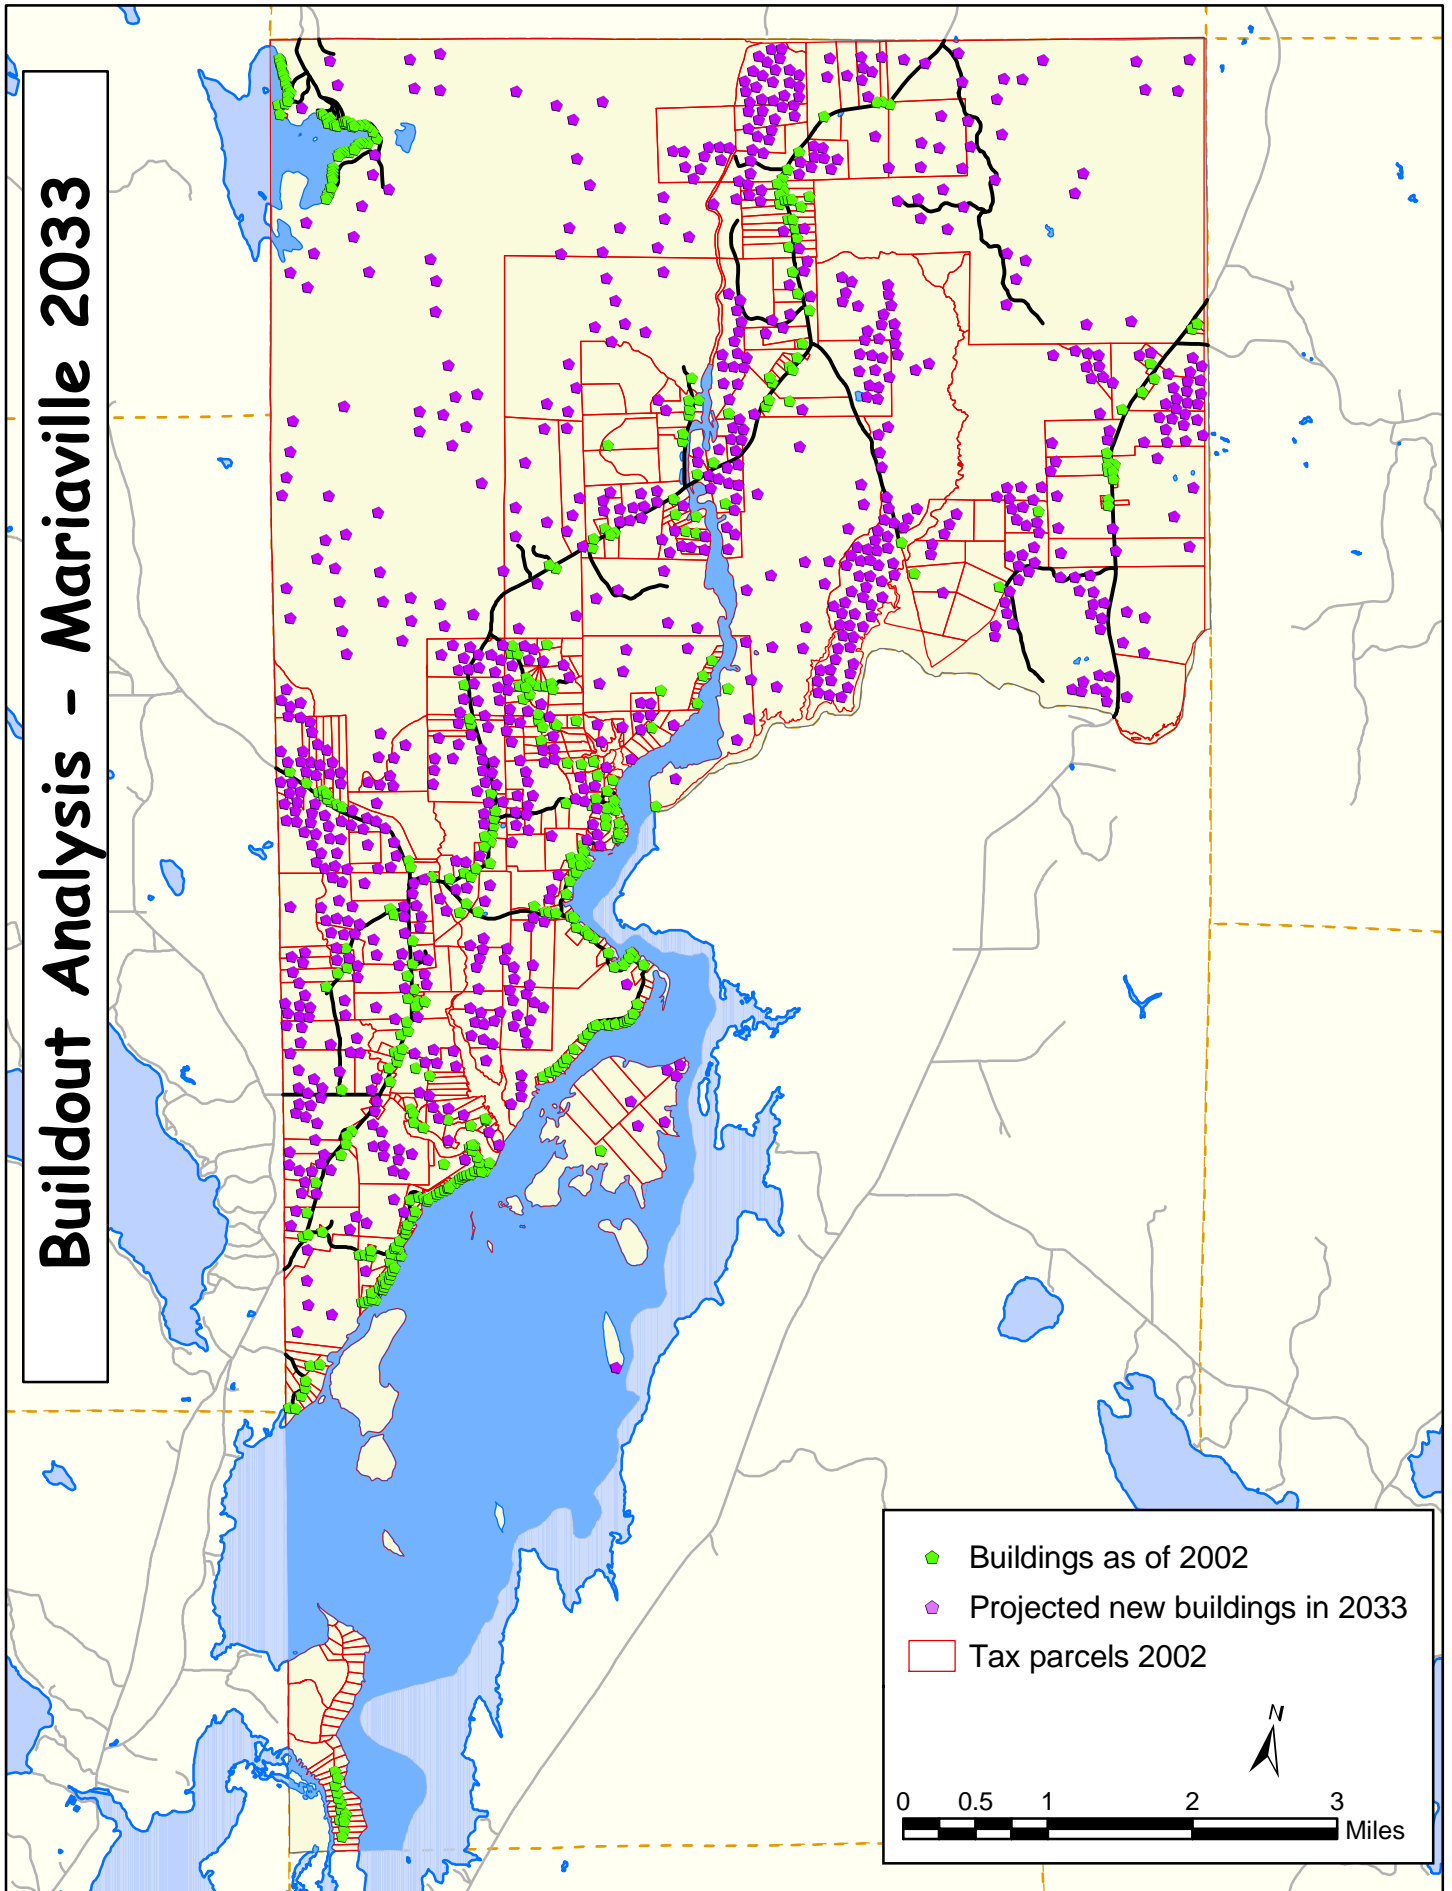 Buildout Analysis - Mariaville 2033
Buildings as of 2002
Projected new buildings in 2033
Tax parcels 2002
N
0 0.5 1 2 3
Miles